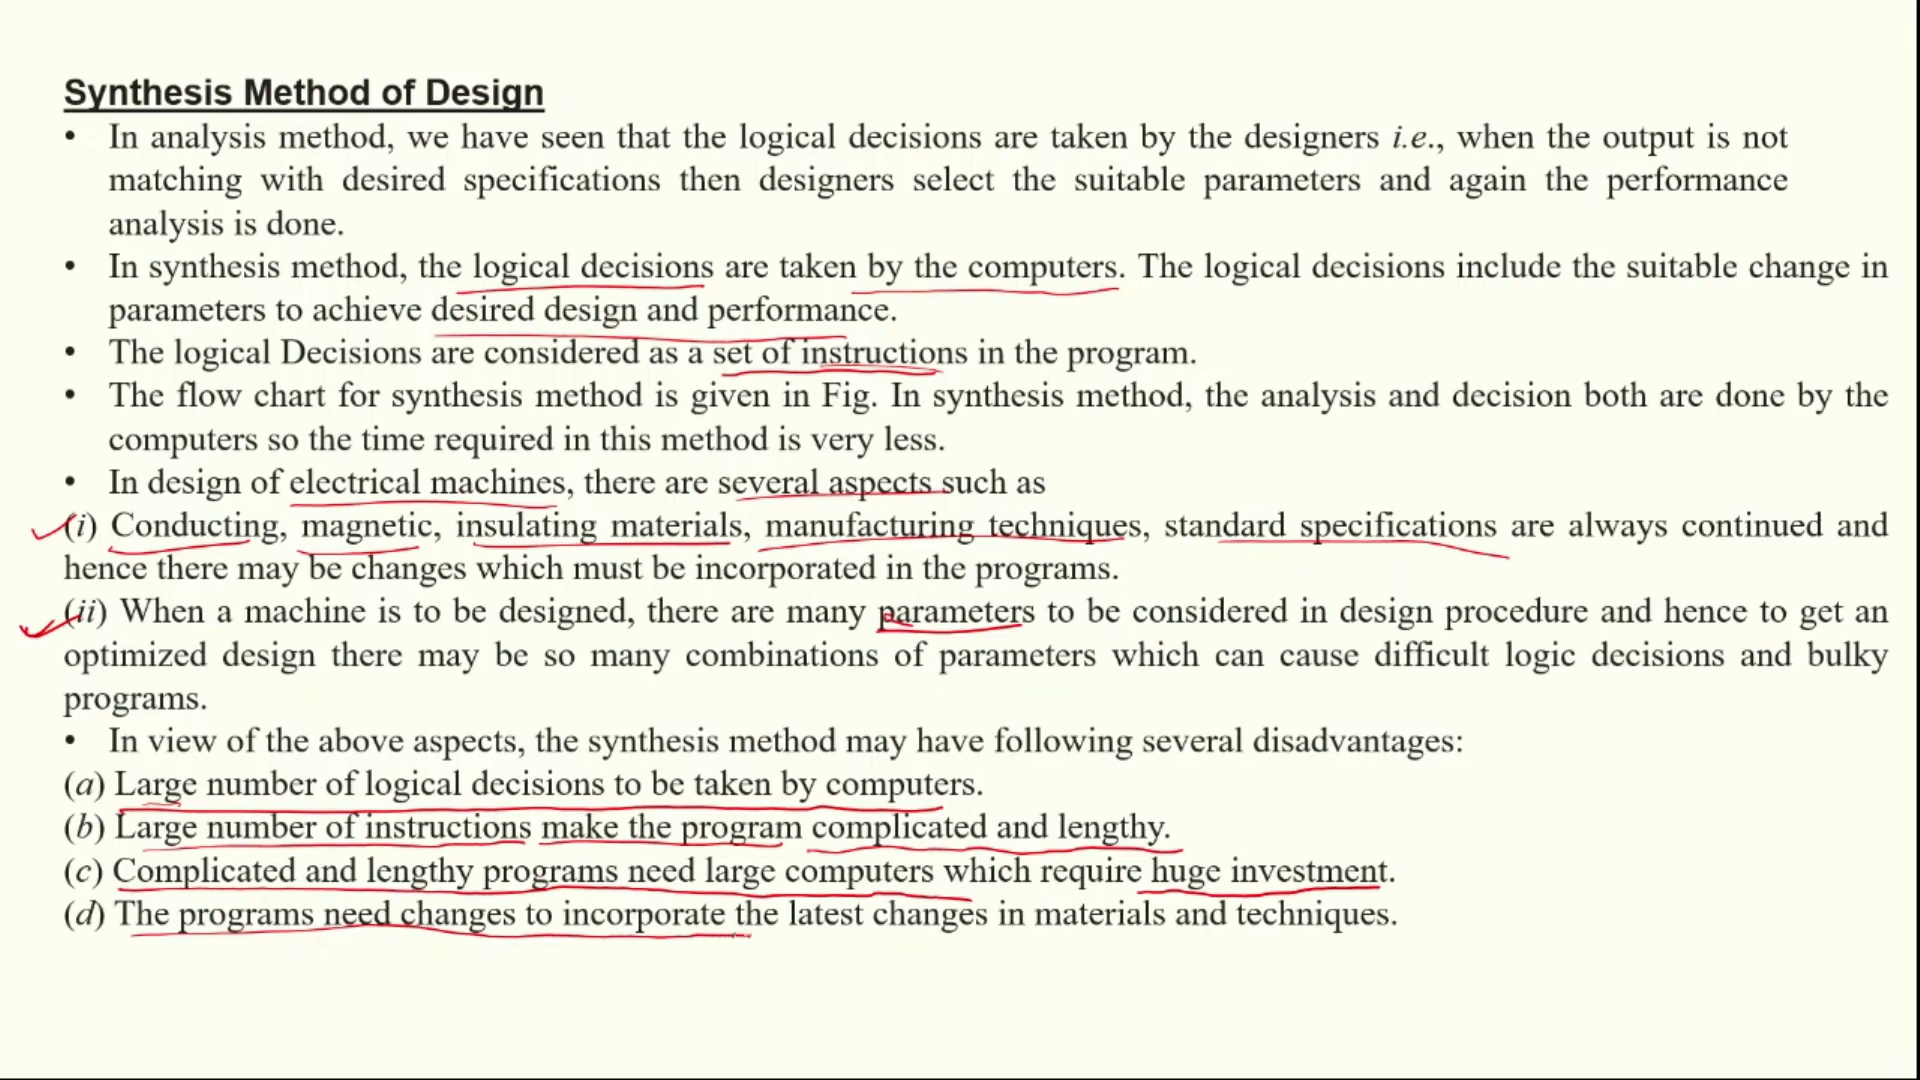 Synthesis Method of Design
• In analysis method, we have seen that the logical decisions are taken by the designers i.e., when the output is not
matching with desired specifications then designers select the suitable parameters and again the performance
analysis is done.
• In synthesis method, the logical decisions are taken by the computers. The logical decisions include the suitable change in
parameters to achieve desired design and performance.
• The logical Decisions are considered as a set of instructions in the program.
• The flow chart for synthesis method is given in Fig. In synthesis method, the analysis and decision both are done by the
computers so the time required in this method is very less.
• In design of electrical machines, there are several aspects such as
(i) Conducting, magnetic, insulating materials, manufacturing techniques, standard specifications are always continued and
hence there may be changes which must be incorporated in the programs.
(ii) When a machine is to be designed, there are many parameters to be considered in design procedure and hence to get an
optimized design there may be so many combinations of parameters which can cause difficult logic decisions and bulky
programs.
• In view of the above aspects, the synthesis method may have following several disadvantages:
(a) Large number of logical decisions to be taken by computers.
(b) Large number of instructions make the program complicated and lengthy.
(c) Complicated and lengthy programs need large computers which require huge investment.
(d) The programs need changes to incorporate the latest changes in materials and techniques.